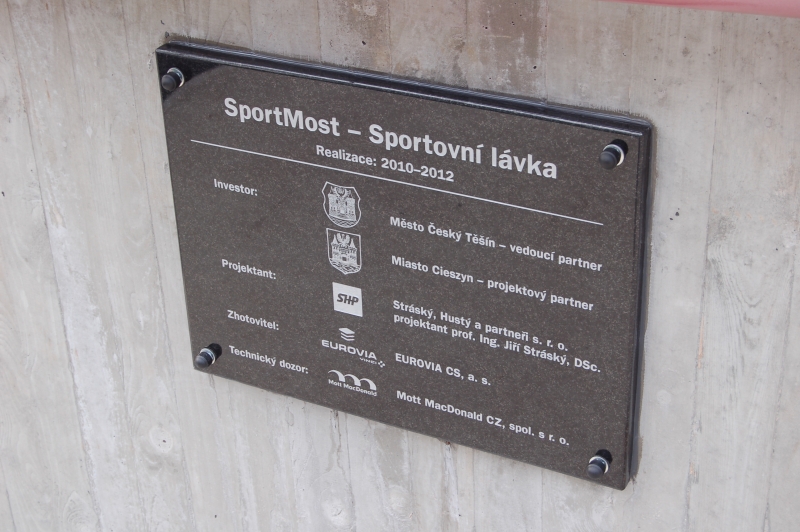 SportMost – Sportovní lávka
Realizace: 2010–2012
Investor:
Město Český Těšín – vedoucí partner
Miasto Cieszyn – projektový partner
Projektant:
SHP
Stráský, Hustý a partneři s. r. o.
projektant prof. Ing. Jiří Stráský, DSc.
Zhotovitel:
EUROVIA
VINCI
EUROVIA CS, a. s.
Technický dozor:
Mott MacDonald
Mott MacDonald CZ, spol. s r. o.